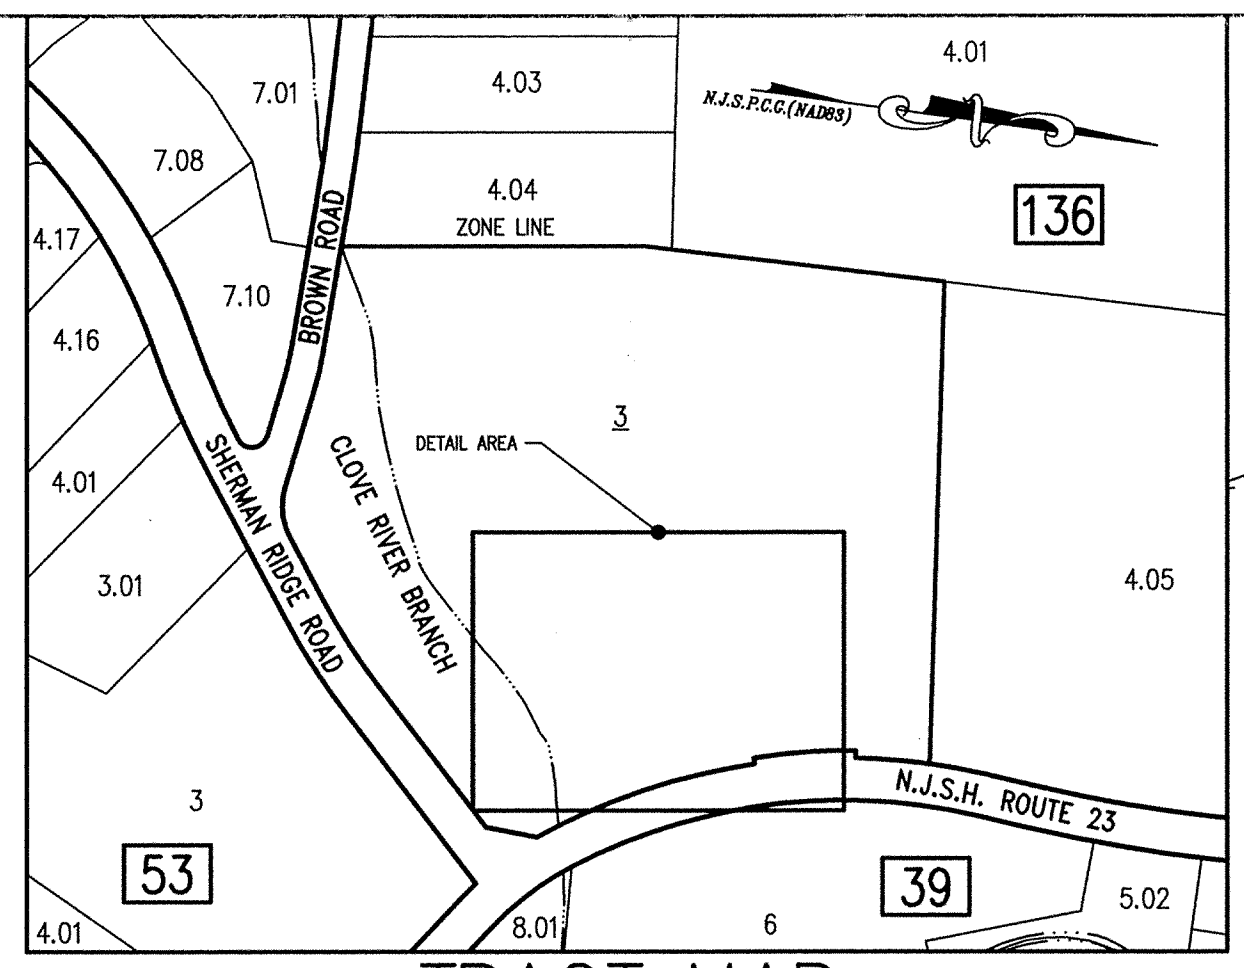 4.01
7.01
4.03
N.J.S.P.C.G.(NAD83)
7.08
4.04
136
ZONE LINE
4.17
BROWN ROAD
7.10
4.16
3
DETAIL AREA
CLOVE RIVER BRANCH
SHERMAN RIDGE ROAD
4.01
3.01
4.05
N.J.S.H. ROUTE 23
3
53
39
5.02
4.01
8.01
6
TRACT MAP